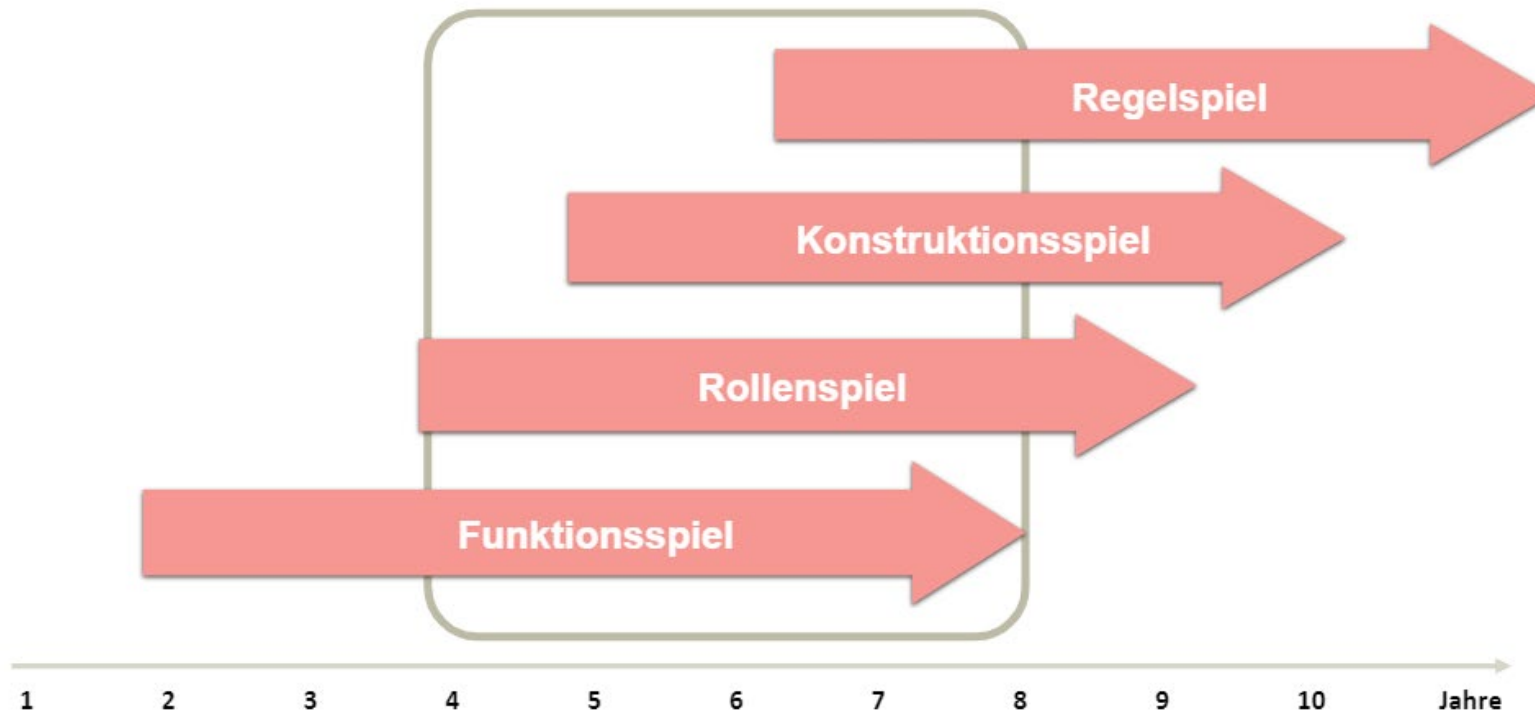 Regelspiel
Konstruktionsspiel
Rollenspiel
Funktionsspiel
1 2 3 4 5 6 7 8 9 10 Jahre